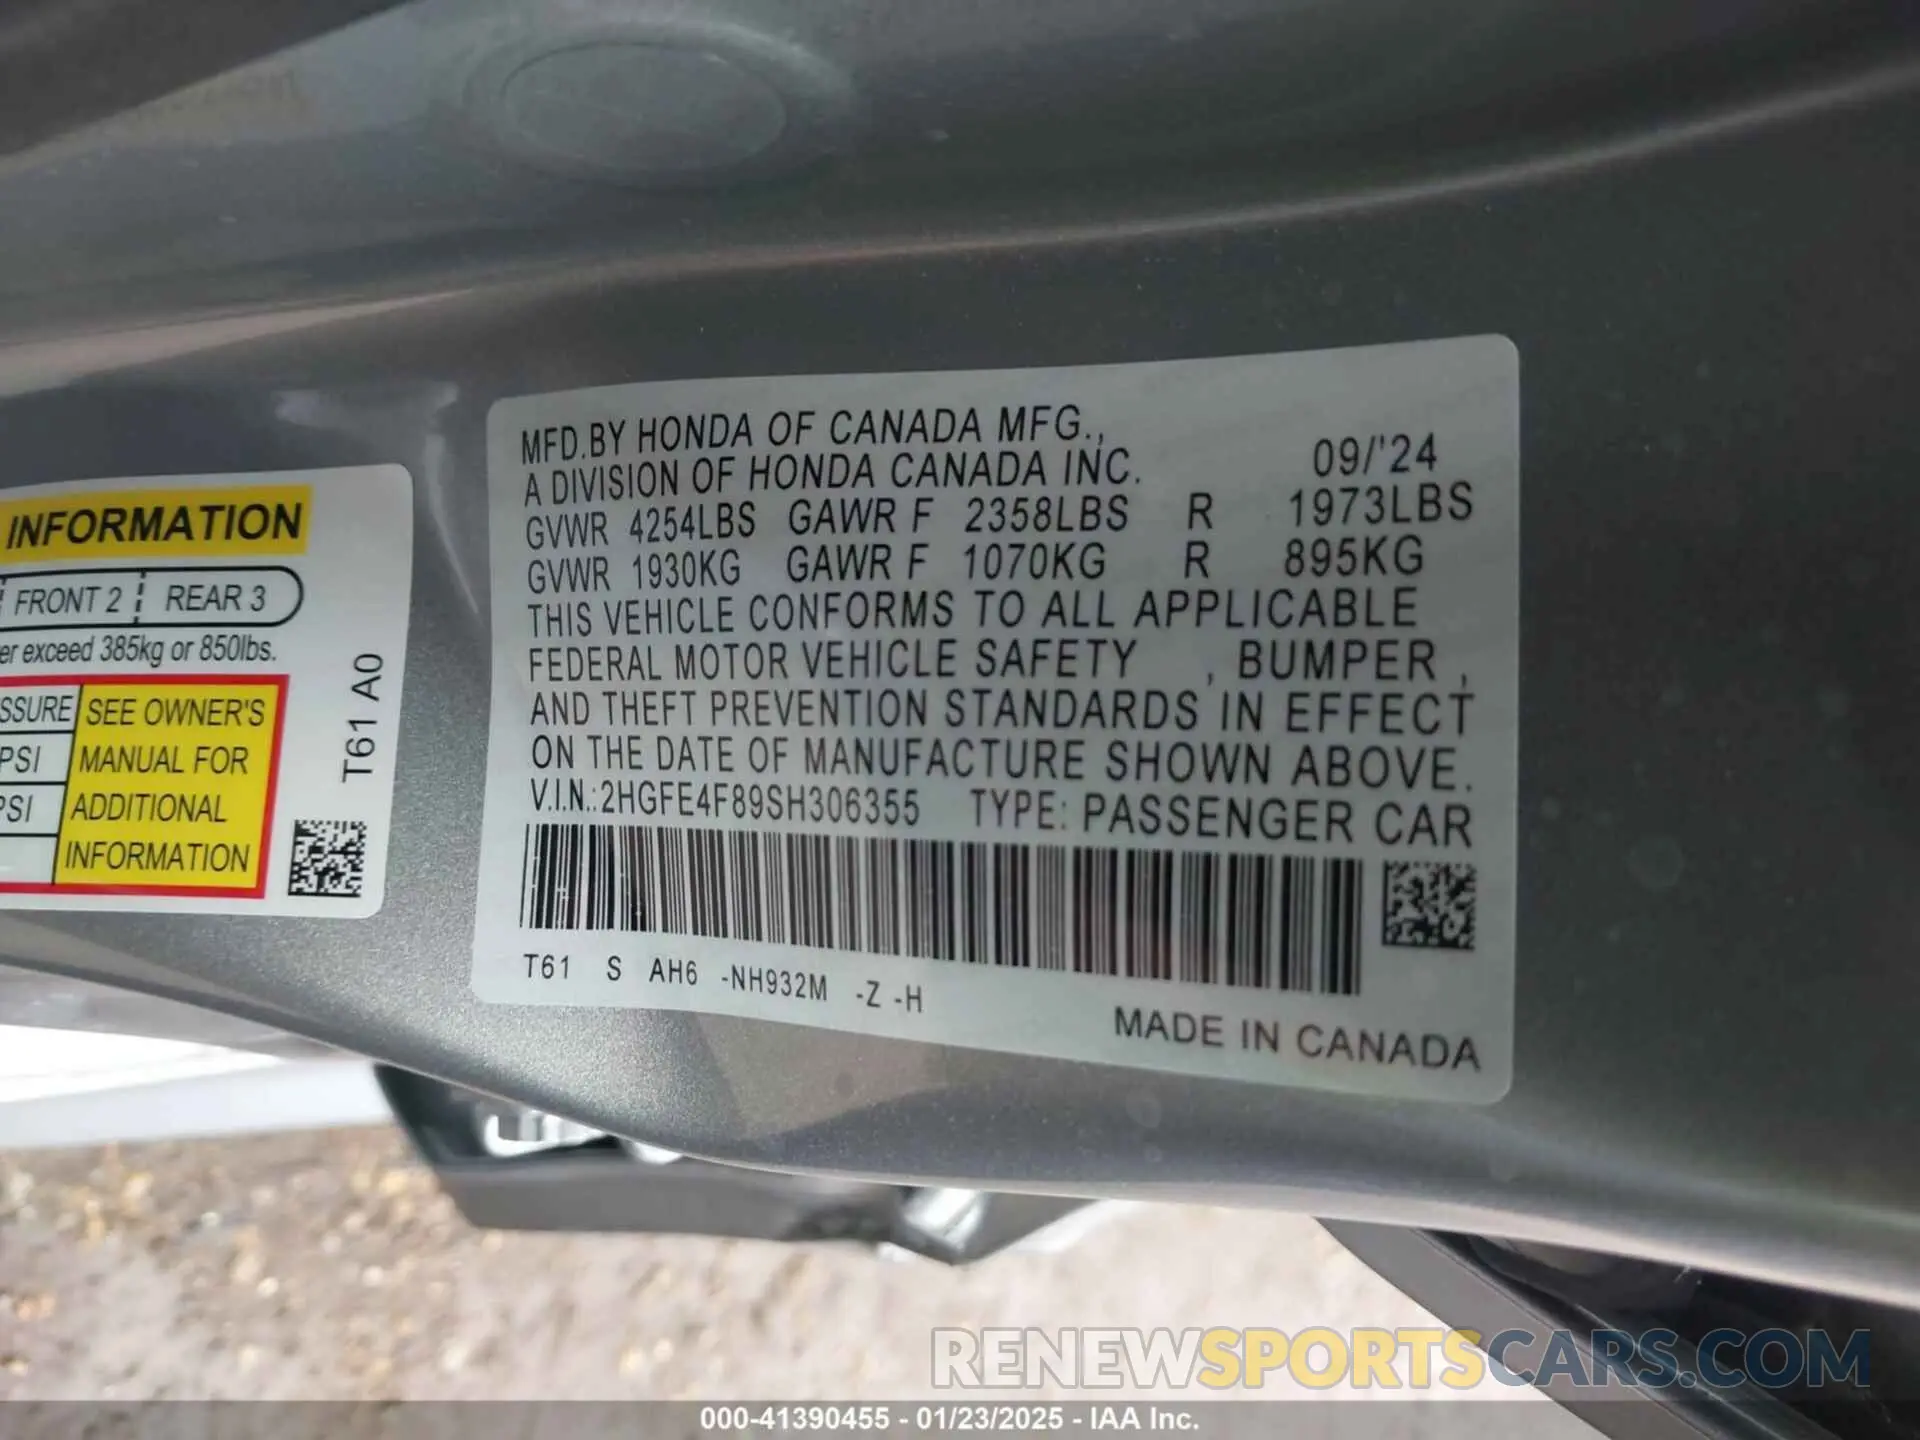 INFORMATION
FRONT 2 REAR 3
exceed 385kg or 850lbs.
SEE OWNER'S
PSI MANUAL FOR
PSI ADDITIONAL
INFORMATION
T61 A0
MFD.BY HONDA OF CANADA MFG.,
A DIVISION OF HONDA CANADA INC. 09/'24
GVWR 4254LBS GAWR F 2358LBS R 1973LBS
GVWR 1930KG GAWR F 1070KG R 895KG
THIS VEHICLE CONFORMS TO ALL APPLICABLE
FEDERAL MOTOR VEHICLE SAFETY , BUMPER ,
AND THEFT PREVENTION STANDARDS IN EFFECT
ON THE DATE OF MANUFACTURE SHOWN ABOVE.
V.I.N.:2HGFE4F89SH306355 TYPE: PASSENGER CAR
T61 S AH6 -NH932M -Z -H
MADE IN CANADA
RENEWSPORTSCARS.COM
000-41390455 - 01/23/2025 - IAA Inc.